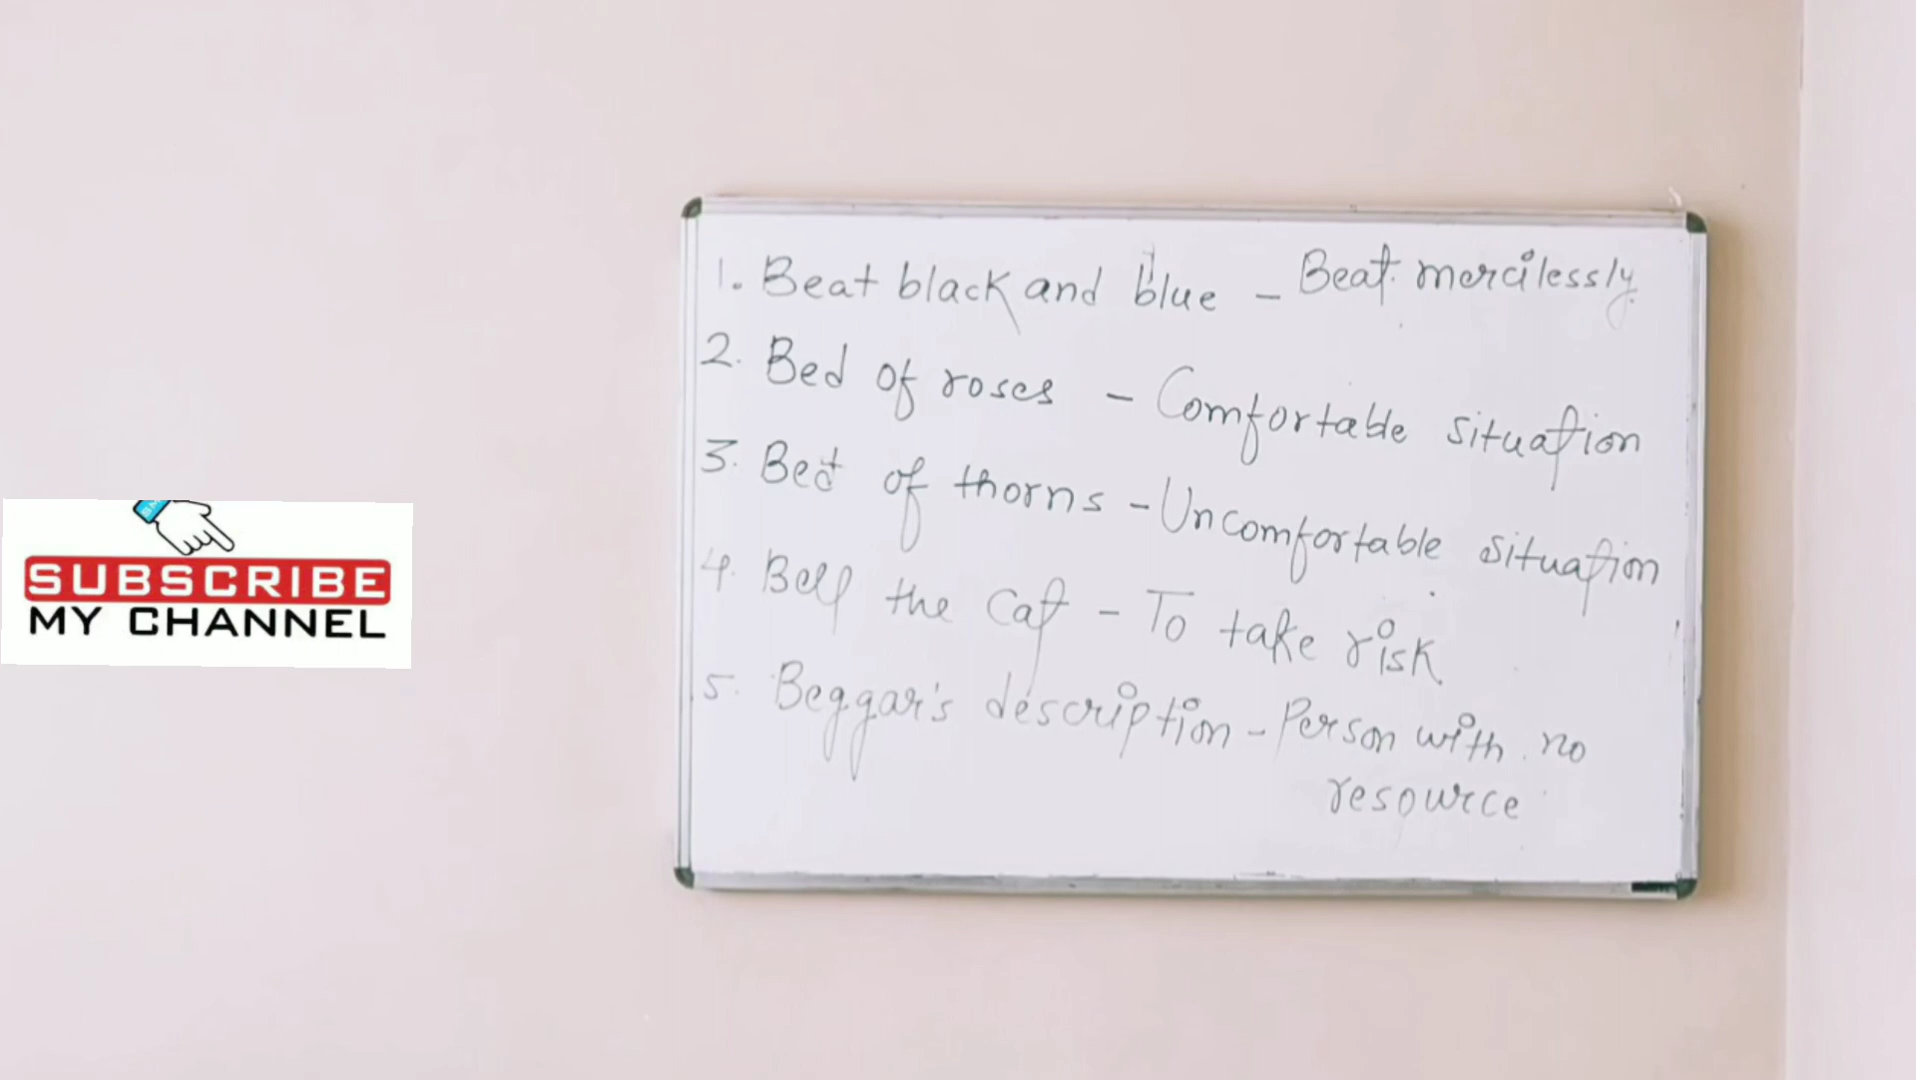 1. Beat black and blue - Beat mercilessly
2. Bed of roses - Comfortable situation
3. Bed of thorns - Uncomfortable situation
4. Bell the Cat - To take risk
5. Beggar's description - Person with no
resource
SUBSCRIBE
MY CHANNEL